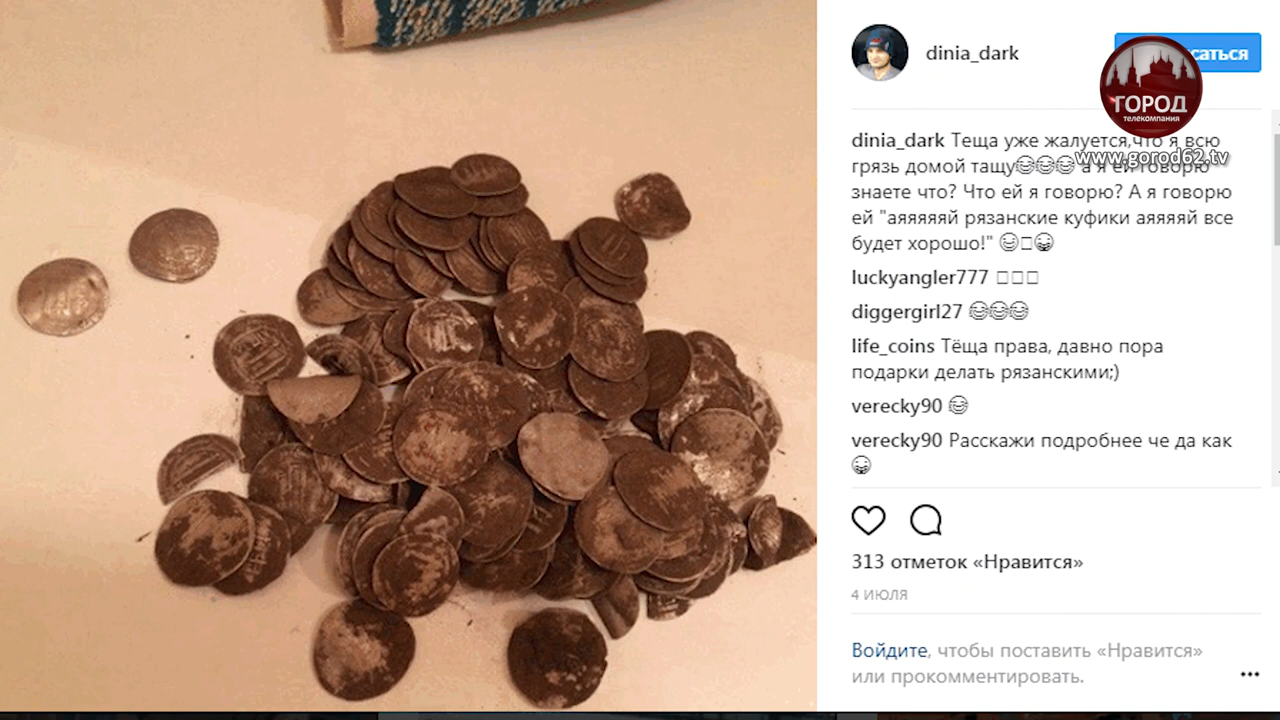 dinia_dark
саться
ГОРОД
телекомпания
www.gorod62.tv
dinia_dark Теща уже жалуется,что я всю
грязь домой тащу😂😂😂 а я ей говорю
знаете что? Что ей я говорю? А я говорю
ей "аяяяяяй рязанские куфики аяяяяй все
будет хорошо!" 😂□😂
luckyangler777 □□□
diggergirl27 😂😂😂
life_coins Тёща права, давно пора
подарки делать рязанскими;)
verecky90 😂
verecky90 Расскажи подробнее че да как
😂
313 отметок «Нравится»
4 ИЮЛЯ
Войдите, чтобы поставить «Нравится»
или прокомментировать.